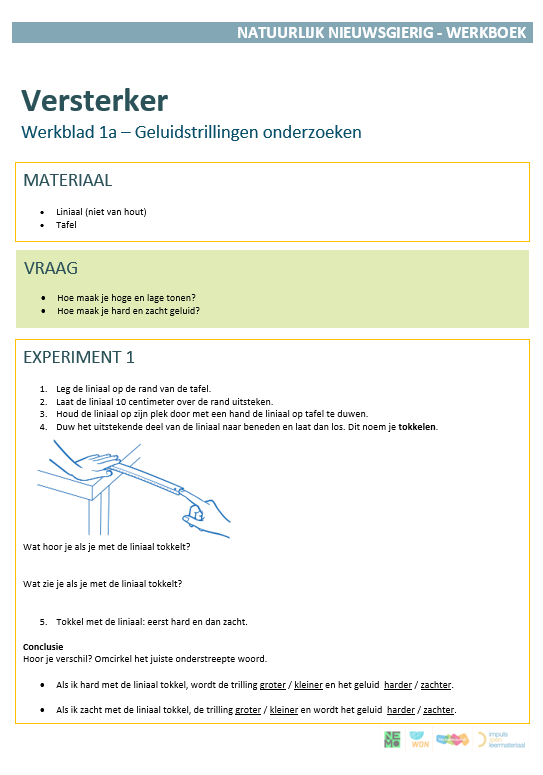 NATUURLIJK NIEUWSGIERIG - WERKBOEK
Versterker
Werkblad 1a – Geluidstrillingen onderzoeken
MATERIAAL
• Liniaal (niet van hout)
• Tafel
VRAAG
• Hoe maak je hoge en lage tonen?
• Hoe maak je hard en zacht geluid?
EXPERIMENT 1
1. Leg de liniaal op de rand van de tafel.
2. Laat de liniaal 10 centimeter over de rand uitsteken.
3. Houd de liniaal op zijn plek door met een hand de liniaal op tafel te duwen.
4. Duw het uitstekende deel van de liniaal naar beneden en laat dan los. Dit noem je tokkelen.
Wat hoor je als je met de liniaal tokkelt?
Wat zie je als je met de liniaal tokkelt?
5. Tokkel met de liniaal: eerst hard en dan zacht.
Conclusie
Hoor je verschil? Omcirkel het juiste onderstreepte woord.
• Als ik hard met de liniaal tokkel, wordt de trilling groter / kleiner en het geluid harder / zachter.
• Als ik zacht met de liniaal tokkel, de trilling groter / kleiner en wordt het geluid harder / zachter.
NEMO
WON
impuls
open
leermateriaal